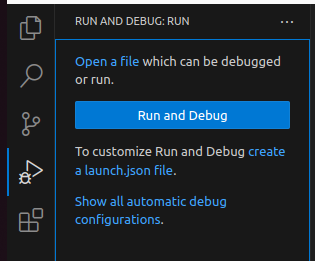 RUN AND DEBUG: RUN
Open a file which can be debugged
or run.
Run and Debug
To customize Run and Debug create
a launch.json file.
Show all automatic debug
configurations.